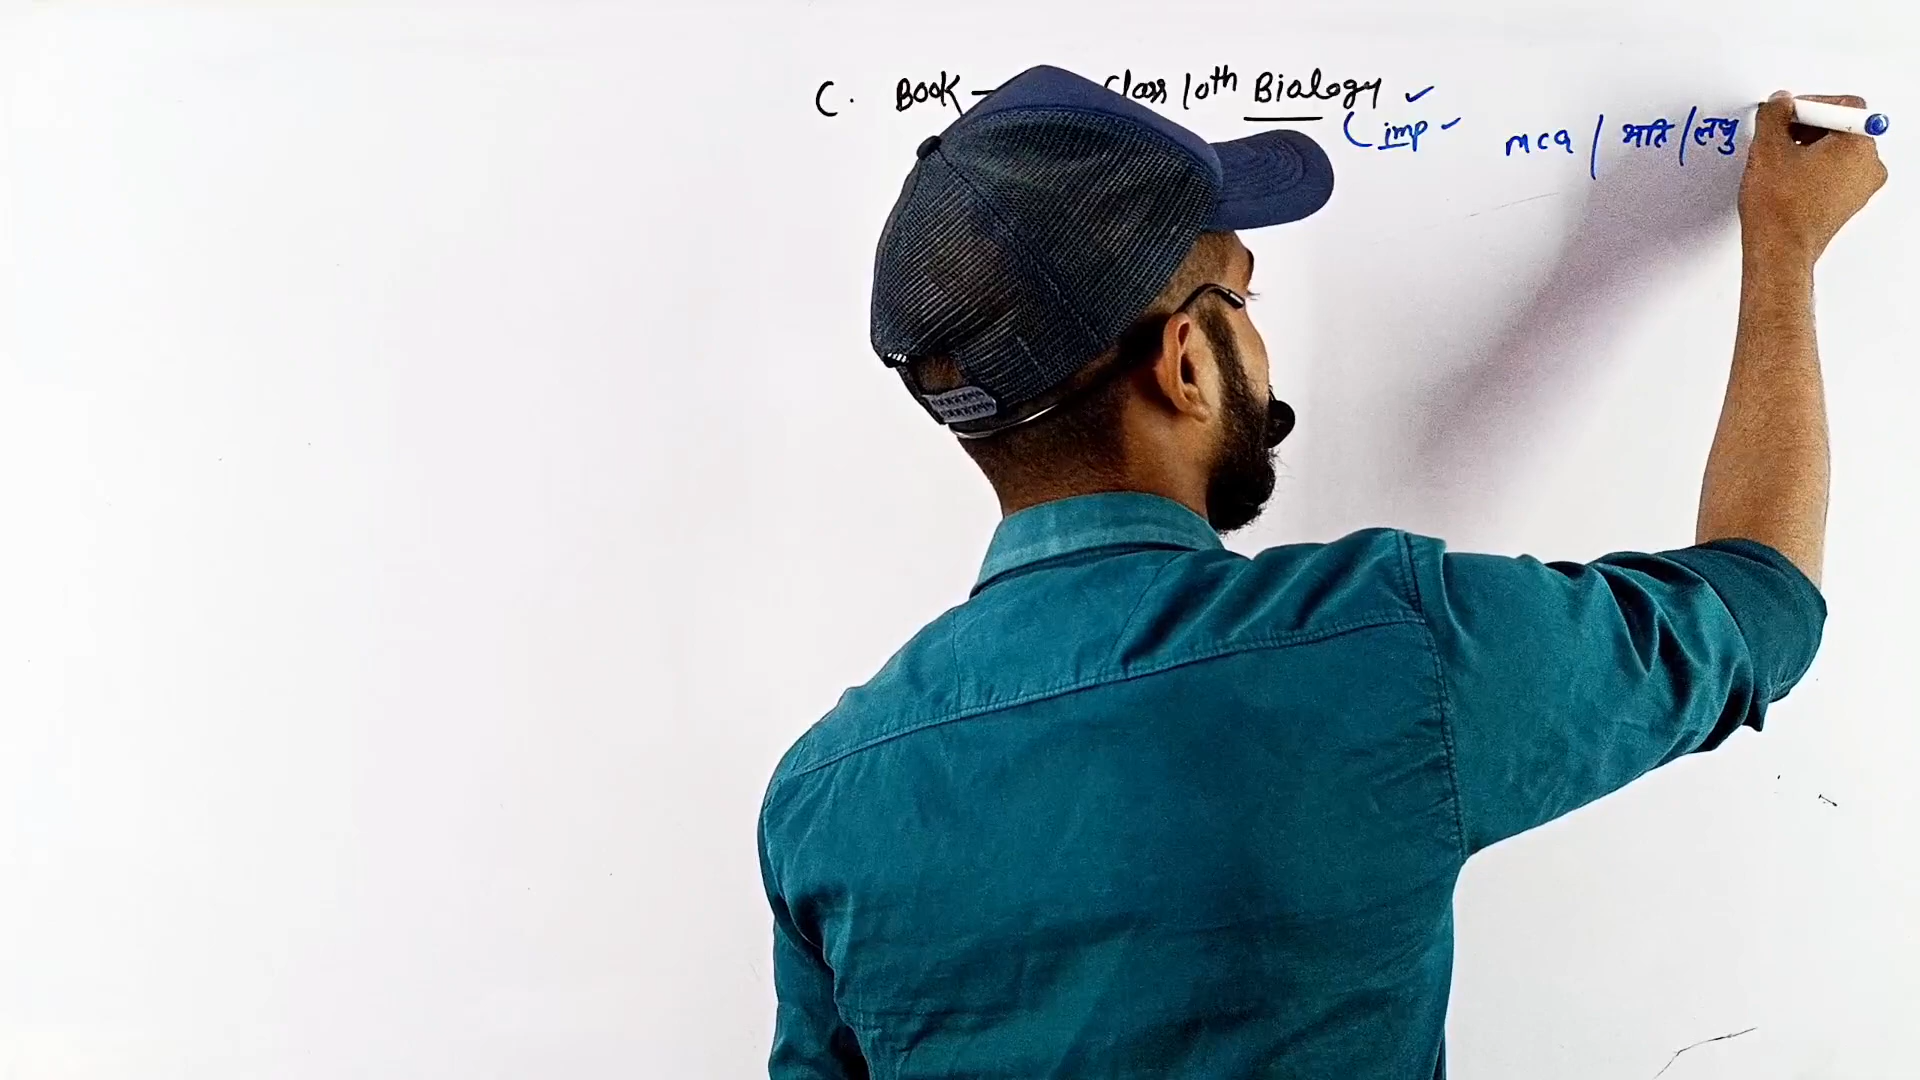 C. Book - Class 10th Biology ✓
( imp ✓ mcq / अति / लघु